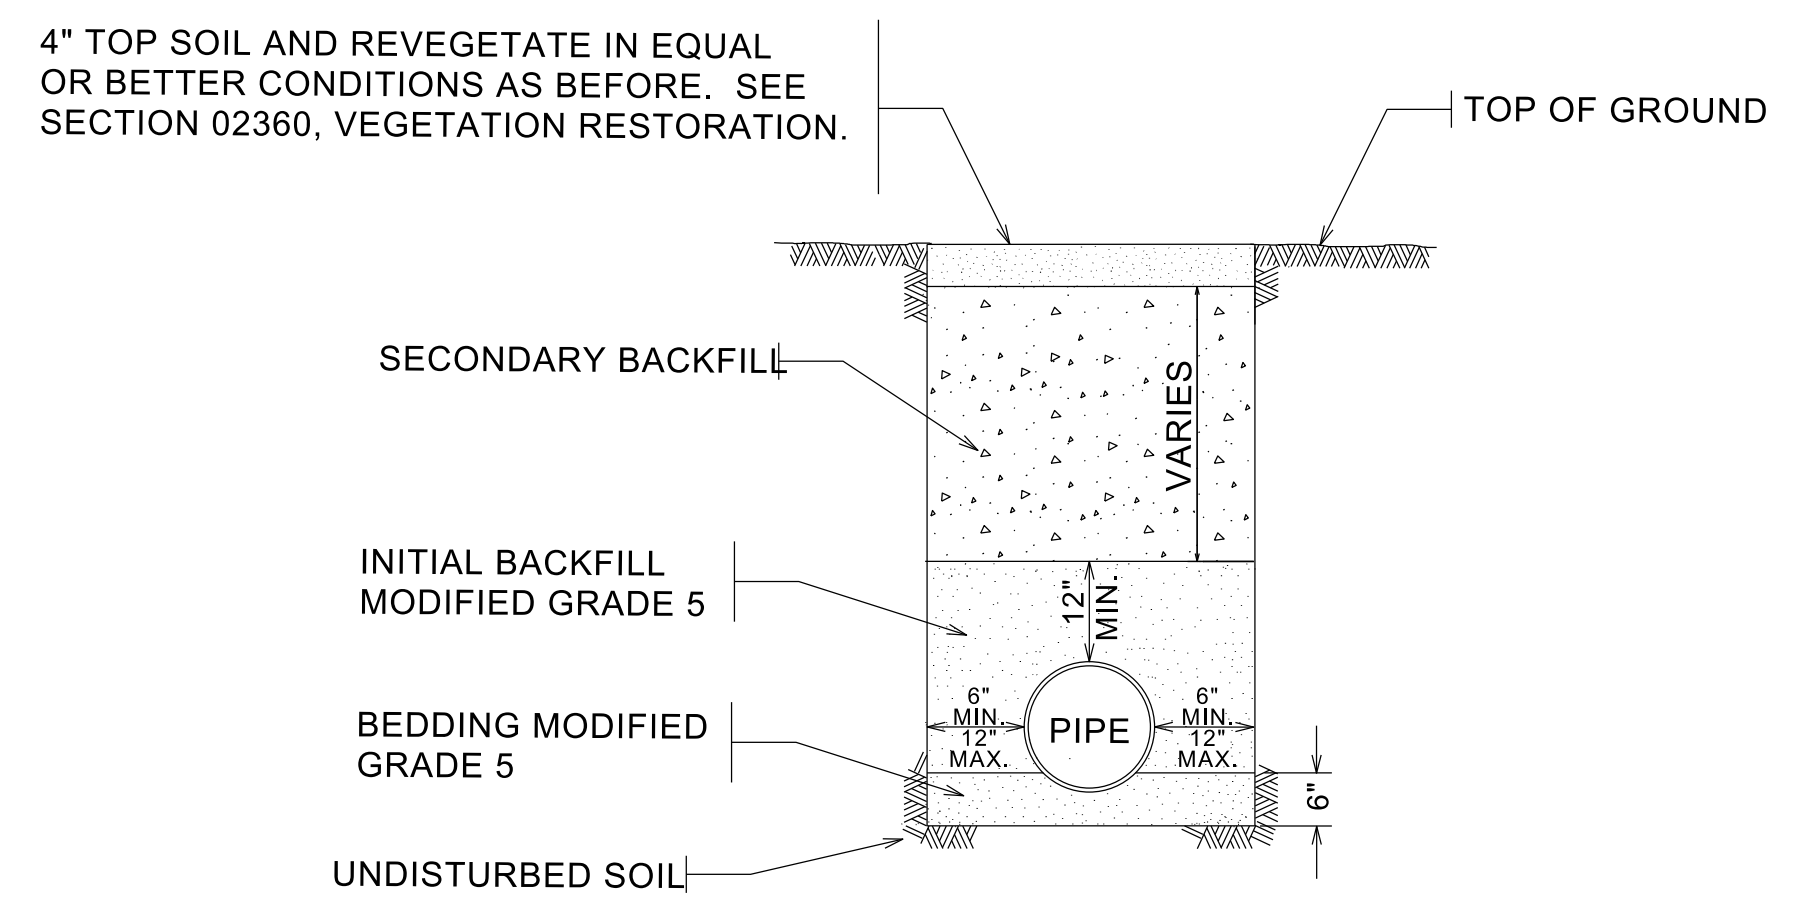 4" TOP SOIL AND REVEGETATE IN EQUAL
OR BETTER CONDITIONS AS BEFORE. SEE
SECTION 02360, VEGETATION RESTORATION.
TOP OF GROUND
SECONDARY BACKFILL
VARIES
INITIAL BACKFILL
MODIFIED GRADE 5
12"
MIN.
BEDDING MODIFIED
GRADE 5
6"
MIN.
12"
MAX.
PIPE
6"
MIN.
12"
MAX.
6"
UNDISTURBED SOIL